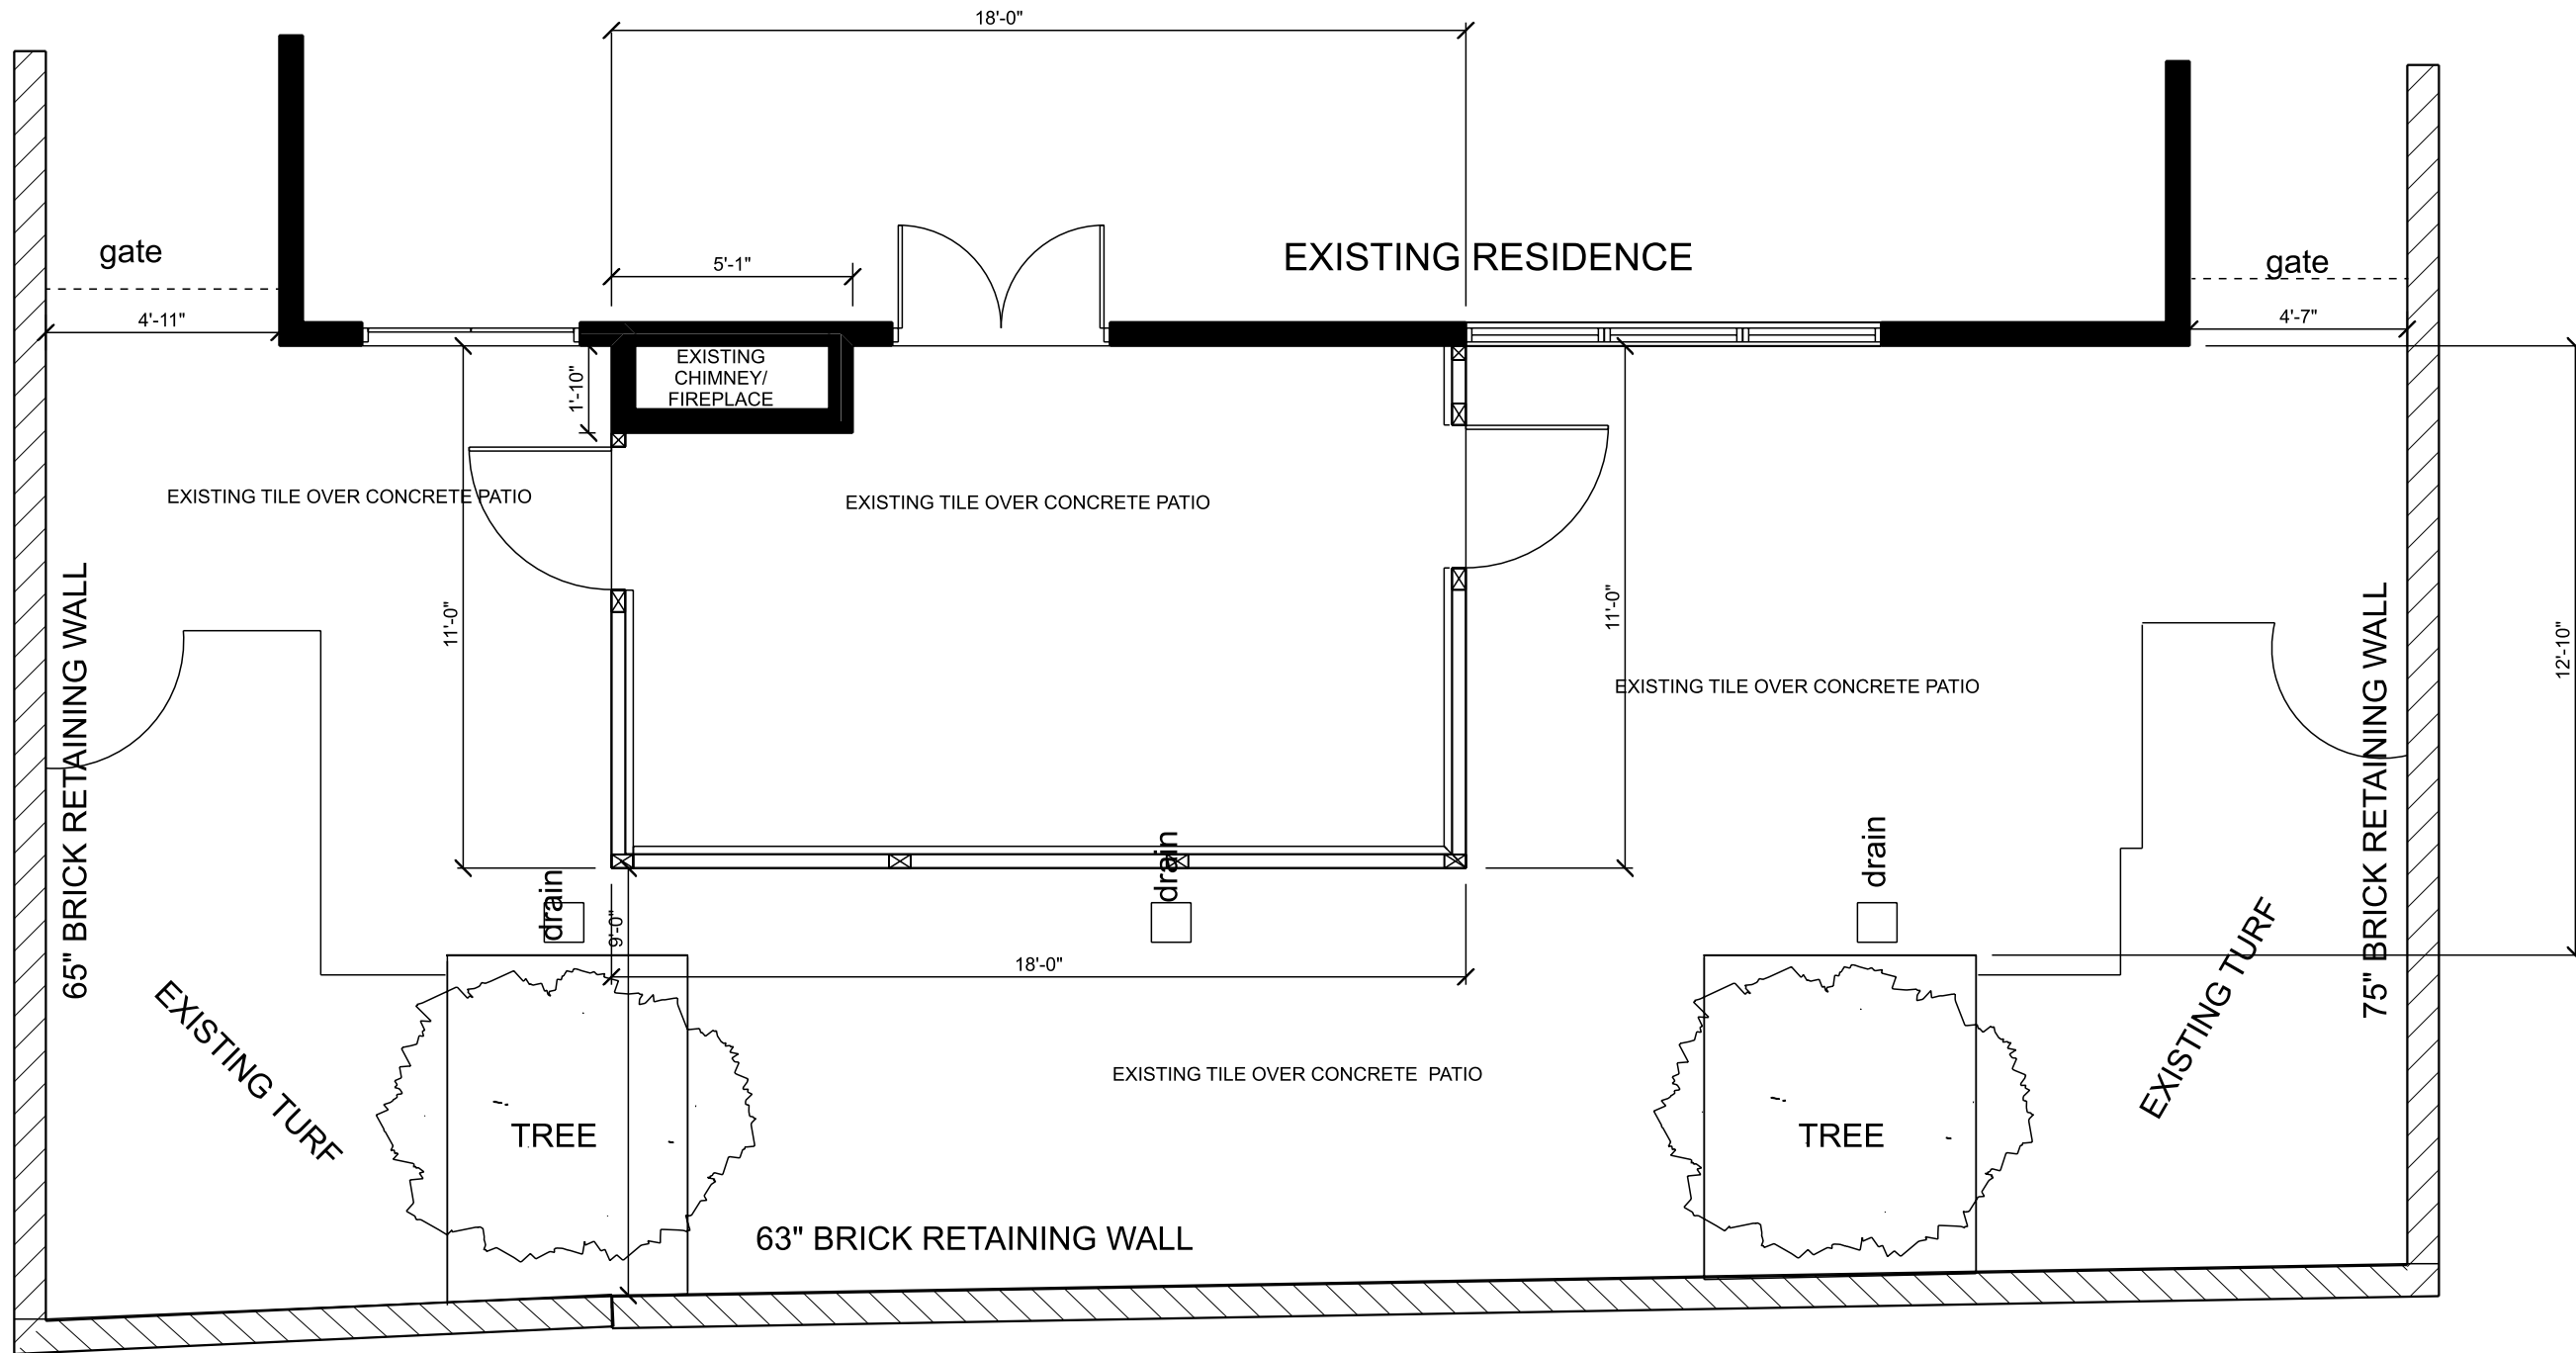 18'-0"
gate
5'-1"
EXISTING RESIDENCE
gate
4'-11"
4'-7"
1'-10"
EXISTING
CHIMNEY/
FIREPLACE
EXISTING TILE OVER CONCRETE PATIO
EXISTING TILE OVER CONCRETE PATIO
65" BRICK RETAINING WALL
11'-0"
11'-0"
EXISTING TILE OVER CONCRETE PATIO
75" BRICK RETAINING WALL
12'-10"
drain
drain
drain
9'-0"
18'-0"
EXISTING TURF
EXISTING TURF
EXISTING TILE OVER CONCRETE PATIO
TREE
TREE
63" BRICK RETAINING WALL